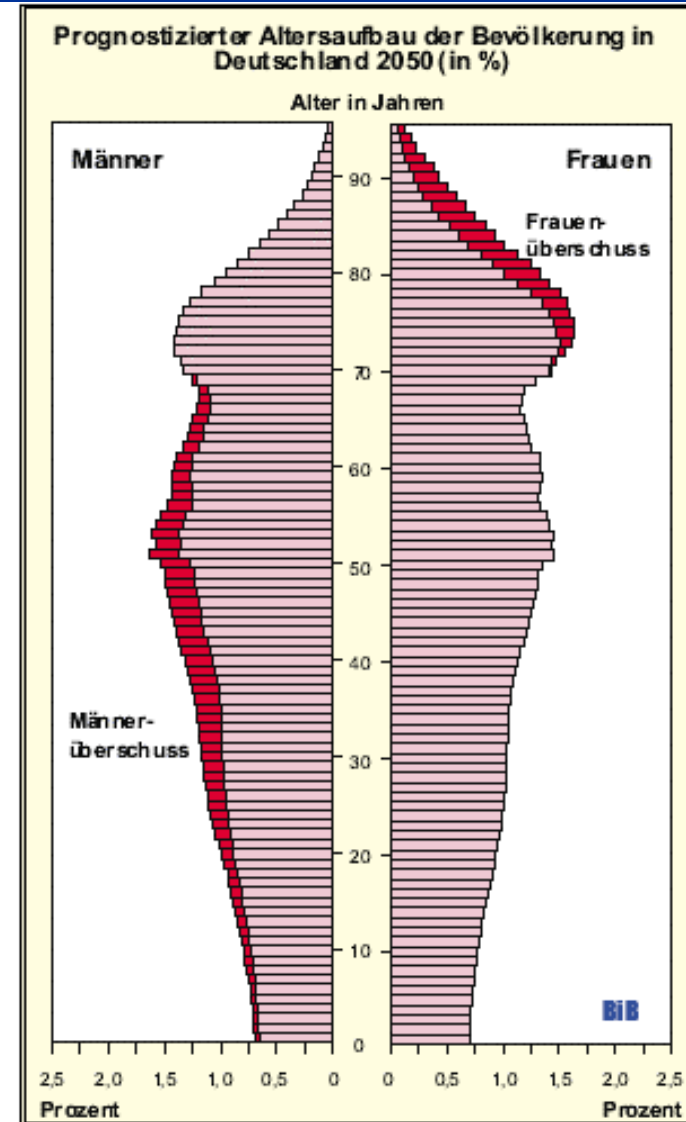 Prognostizierter Altersaufbau der Bevölkerung in
Deutschland 2050 (in %)
Alter in Jahren
Männer
Frauen
90
Frauen-
überschuss
80
70
60
50
40
Männer-
überschuss
30
20
10
BiB
0
2,5 2,0 1,5 1,0 0,5 0 0 0,5 1,0 1,5 2,0 2,5
Prozent Prozent